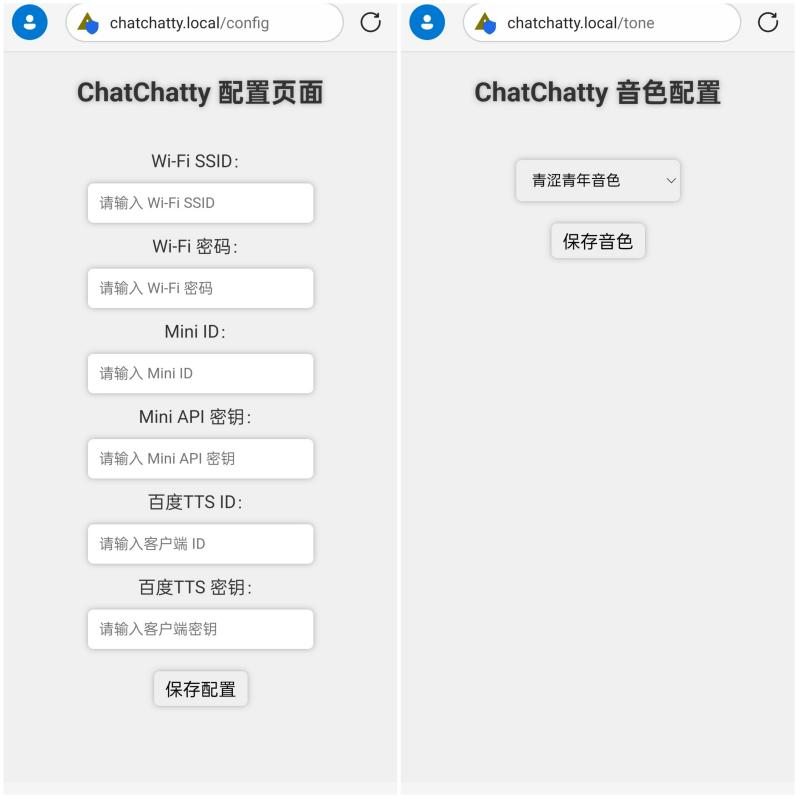 chatchatty.local/config
ChatChatty 配置页面
Wi-Fi SSID:
请输入 Wi-Fi SSID
Wi-Fi 密码:
请输入 Wi-Fi 密码
Mini ID:
请输入 Mini ID
Mini API 密钥:
请输入 Mini API 密钥
百度TTS ID:
请输入客户端 ID
百度TTS 密钥:
请输入客户端密钥
保存配置
chatchatty.local/tone
ChatChatty 音色配置
青涩青年音色
保存音色